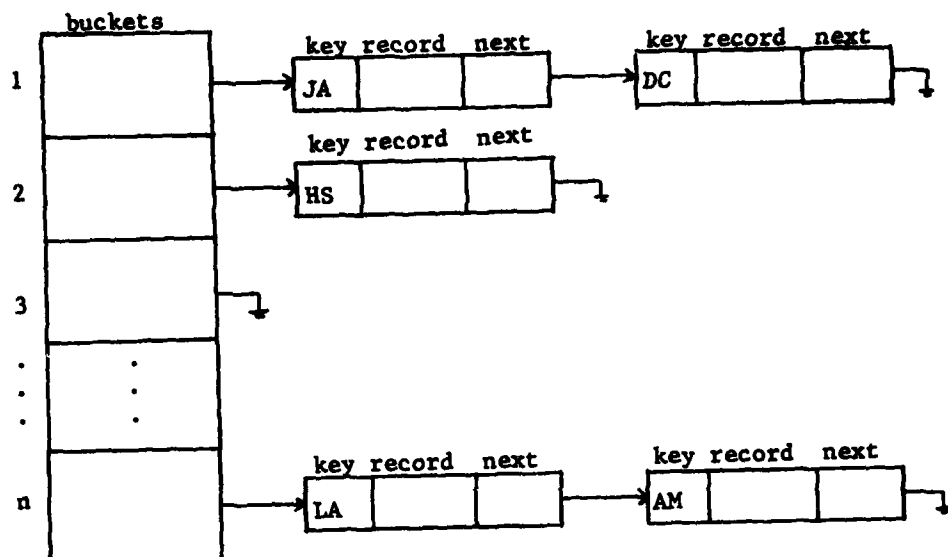 buckets
key record next key record next
1 JA DC
key record next
2 HS
3
. .
. .
. .
key record next key record next
n LA AM